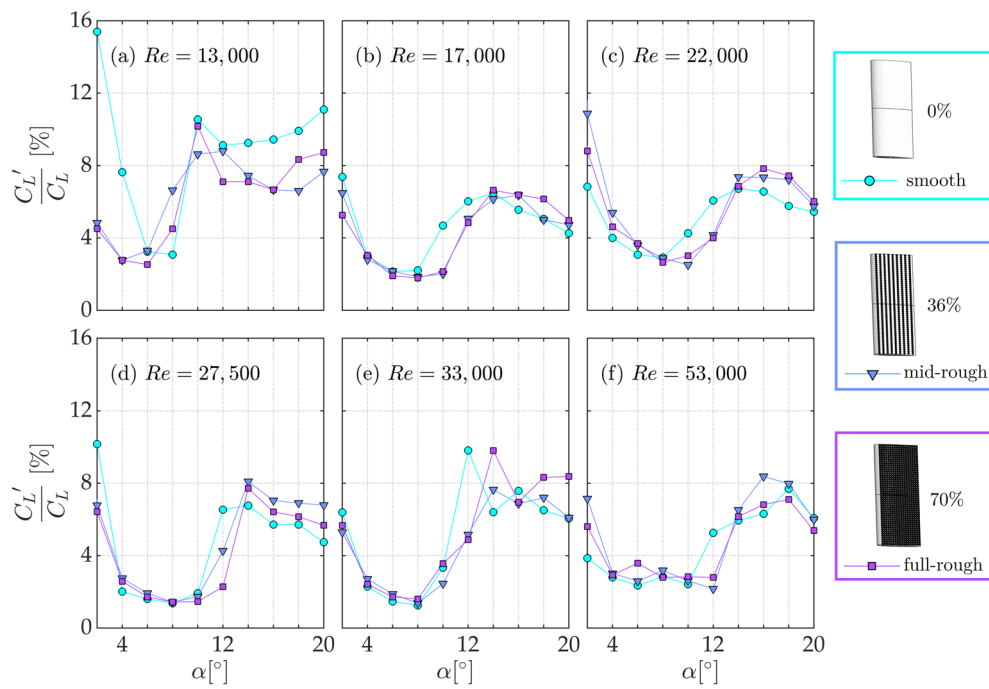 16
12
8
4
0
C_L' / C_L [%]
(a) Re = 13,000
(b) Re = 17,000
(c) Re = 22,000
0%
smooth
36%
mid-rough
70%
full-rough
16
12
8
4
0
C_L' / C_L [%]
(d) Re = 27,500
(e) Re = 33,000
(f) Re = 53,000
4 12 20
4 12 20
4 12 20
α[°]
α[°]
α[°]